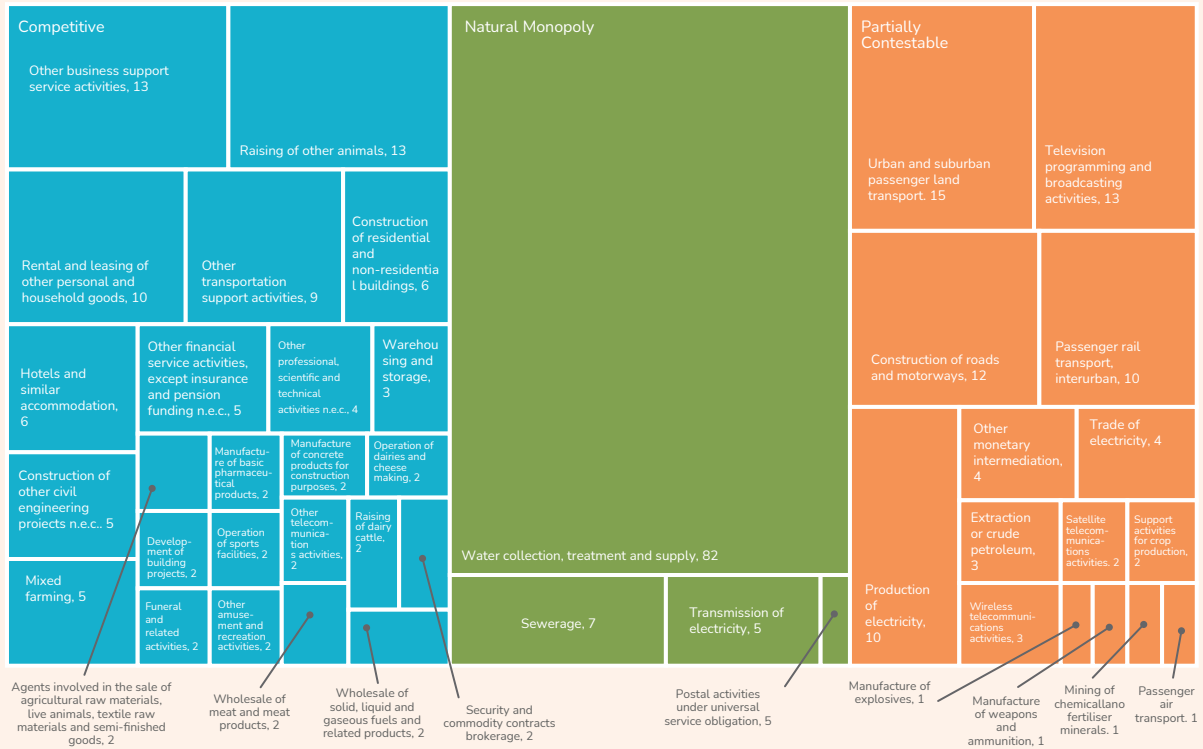 Competitive
Other business support
service activities, 13
Raising of other animals, 13
Rental and leasing of
other personal and
household goods, 10
Other
transportation
support activities, 9
Construction
of residential
and
non-residentia
l buildings, 6
Hotels and
similar
accommodation,
6
Other financial
service activities,
except insurance
and pension
funding n.e.c., 5
Other
professional,
scientific and
technical
activities n.e.c., 4
Warehou
sing and
storage,
3
Construction of
other civil
engineering
projects n.e.c.. 5
Mixed
farming, 5
Manufactu-
re of basic
pharmaceu-
tical
products, 2
Manufacture
of concrete
products for
construction
purposes, 2
Operation of
dairies and
cheese
making, 2
Develop-
ment of
building
projects, 2
Operation
of sports
facilities, 2
Other
telecom-
munica-
tion
s activities,
2
Raising
of dairy
cattle,
2
Funeral
and
related
activities, 2
Other
amuse-
ment and
recreation
activities, 2
Agents involved in the sale of
agricultural raw materials,
live animals, textile raw
materials and semi-finished
goods, 2
Wholesale of
meat and meat
products, 2
Wholesale of
solid, liquid and
gaseous fuels and
related products, 2
Security and
commodity contracts
brokerage, 2
Natural Monopoly
Water collection, treatment and supply, 82
Sewerage, 7
Transmission of
electricity, 5
Postal activities
under universal
service obligation, 5
Partially
Contestable
Urban and suburban
passenger land
transport. 15
Television
programming and
broadcasting
activities, 13
Construction of roads
and motorways, 12
Passenger rail
transport,
interurban, 10
Production
of
electricity,
10
Other
monetary
intermediation,
4
Trade of
electricity, 4
Extraction
or crude
petroleum,
3
Satellite
telecom-
munica-
tions
activities. 2
Support
activities
for crop
production,
2
Wireless
telecommuni-
cations
activities, 3
Manufacture of
explosives, 1
Manufacture
of weapons
and
ammunition, 1
Mining of
chemicallano
fertiliser
minerals. 1
Passenger
air
transport. 1